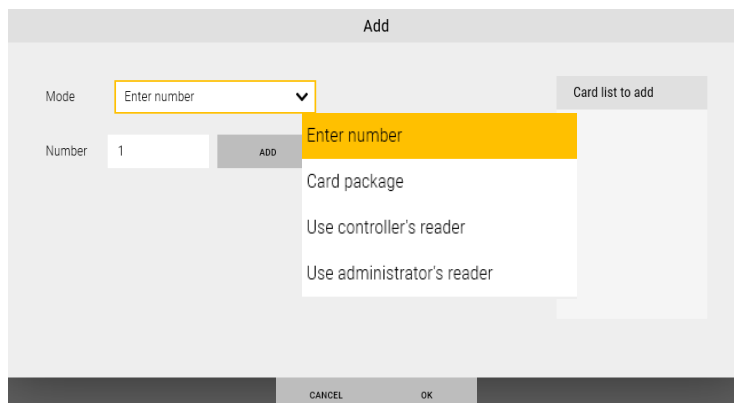 Add
Mode
Enter number
Card list to add
Number
1
ADD
Enter number
Card package
Use controller's reader
Use administrator's reader
CANCEL
OK